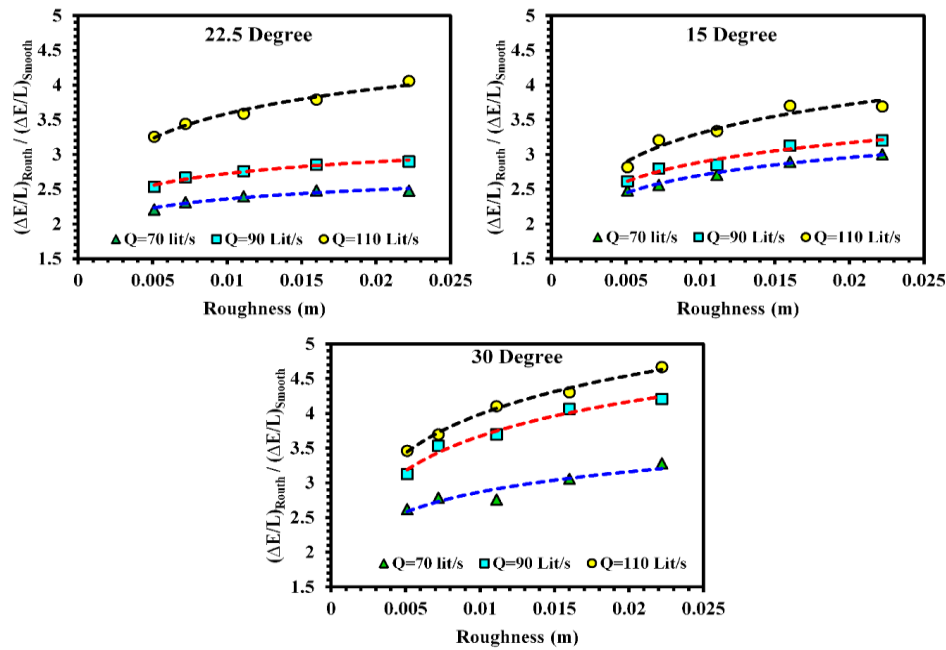 22.5 Degree
(ΔE/L)Routh / (ΔE/L)Smooth
5
4.5
4
3.5
3
2.5
2
1.5
Q=70 lit/s Q=90 Lit/s Q=110 Lit/s
0 0.005 0.01 0.015 0.02 0.025
Roughness (m)
15 Degree
(ΔE/L)Routh / (ΔE/L)Smooth
5
4.5
4
3.5
3
2.5
2
1.5
Q=70 lit/s Q=90 Lit/s Q=110 Lit/s
0 0.005 0.01 0.015 0.02 0.025
Roughness (m)
30 Degree
(ΔE/L)Routh / (ΔE/L)Smooth
5
4.5
4
3.5
3
2.5
2
1.5
Q=70 lit/s Q=90 Lit/s Q=110 Lit/s
0 0.005 0.01 0.015 0.02 0.025
Roughness (m)